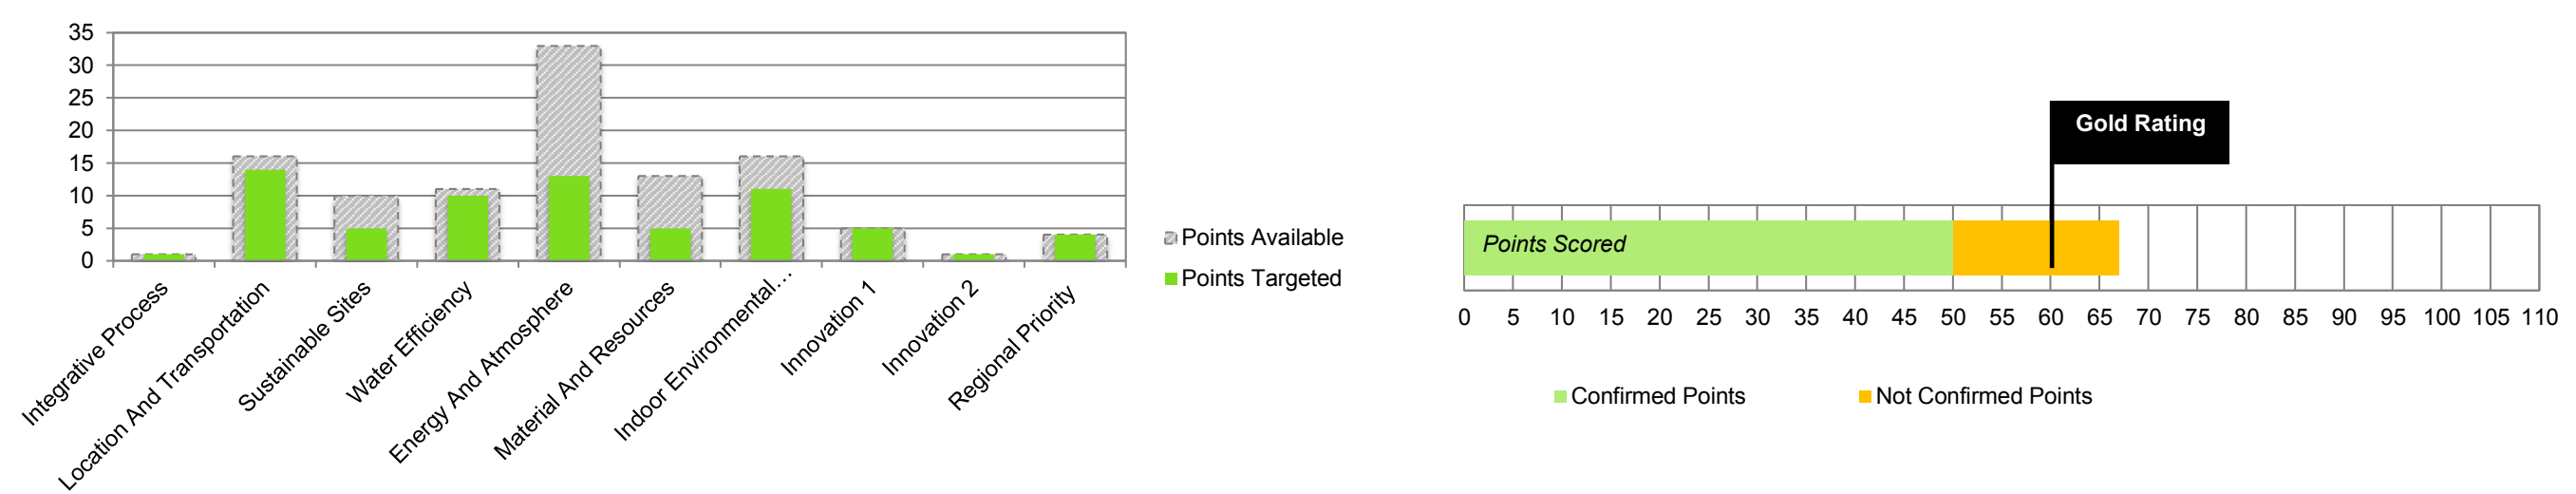 35
30
25
20
15
10
5
0
Integrative Process
Location And Transportation
Sustainable Sites
Water Efficiency
Energy And Atmosphere
Material And Resources
Indoor Environmental…
Innovation 1
Innovation 2
Regional Priority
Points Available
Points Targeted
Gold Rating
Points Scored
0 5 10 15 20 25 30 35 40 45 50 55 60 65 70 75 80 85 90 95 100 105 110
Confirmed Points
Not Confirmed Points